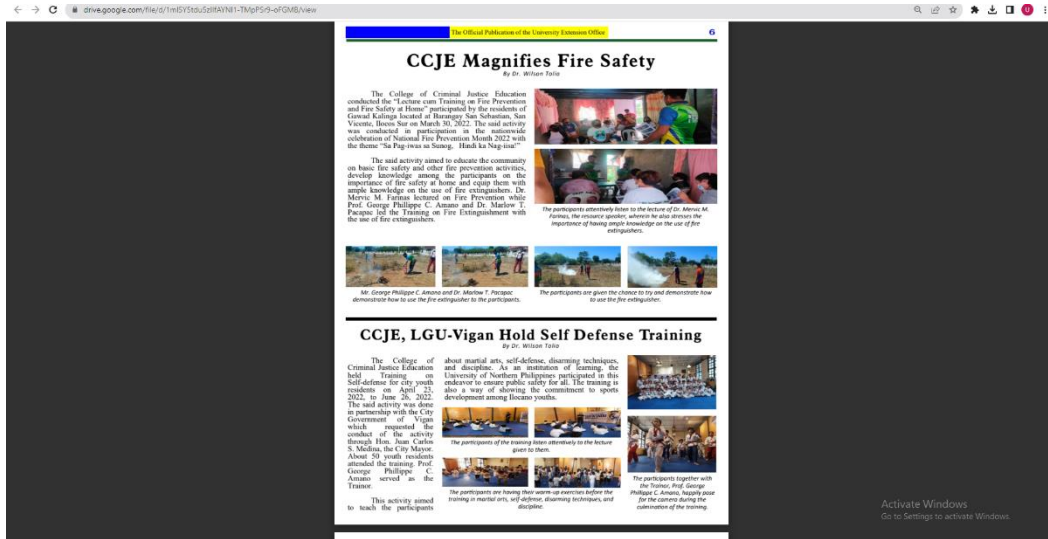 drive.google.com/file/d/1mISY5tduSzIlfAYNI1-TMpPSr9-oFGMB/view
The Official Publication of the University Extension Office
6
CCJE Magnifies Fire Safety
By Dr. Wilson Tolio
The College of Criminal Justice Education
conducted the “Lecture cum Training on Fire Prevention
and Fire Safety at Home” participated by the residents of
Gawad Kalinga located at Barangay San Sebastian, San
Vicente, Ilocos Sur on March 30, 2022. The said activity
was conducted in participation in the nationwide
celebration of National Fire Prevention Month 2022 with
the theme “Sa Pag-iwas sa Sunog, Hindi ka Nag-iisa!”
The said activity aimed to educate the community
on basic fire safety and other fire prevention activities,
develop knowledge among the participants on the
importance of fire safety at home and equip them with
ample knowledge on the use of fire extinguishers. Dr.
Mervic M. Farinas lectured on Fire Prevention while
Prof. George Phillippe C. Amano and Dr. Marlow T.
Pacapac led the Training on Fire Extinguishment with
the use of fire extinguishers.
The participants attentively listen to the lecture of Dr. Mervic M.
Farinas, the resource speaker, wherein he also stresses the
importance of having ample knowledge on the use of fire
extinguishers.
Mr. George Phillippe C. Amano and Dr. Marlow T. Pacapac
demonstrate how to use the fire extinguisher to the participants.
The participants are given the chance to try and demonstrate how
to use the fire extinguisher.
CCJE, LGU-Vigan Hold Self Defense Training
By Dr. Wilson Tolio
The College of
Criminal Justice Education
held Training on
Self-defense for city youth
residents on April 23,
2022, to June 26, 2022.
The said activity was done
in partnership with the City
Government of Vigan
which requested the
conduct of the activity
through Hon. Juan Carlos
S. Medina, the City Mayor.
About 50 youth residents
attended the training. Prof.
George Phillippe C.
Amano served as the
Trainor.
This activity aimed
to teach the participants
about martial arts, self-defense, disarming techniques,
and discipline. As an institution of learning, the
University of Northern Philippines participated in this
endeavor to ensure public safety for all. The training is
also a way of showing the commitment to sports
development among Ilocano youths.
The participants of the training listen attentively to the lecture
given to them.
The participants are having their warm-up exercises before the
training in martial arts, self-defense, disarming techniques, and
discipline.
The participants together with
the Trainor, Prof. George
Phillippe C. Amano, happily pose
for the camera during the
culmination of the training.
Activate Windows
Go to Settings to activate Windows.